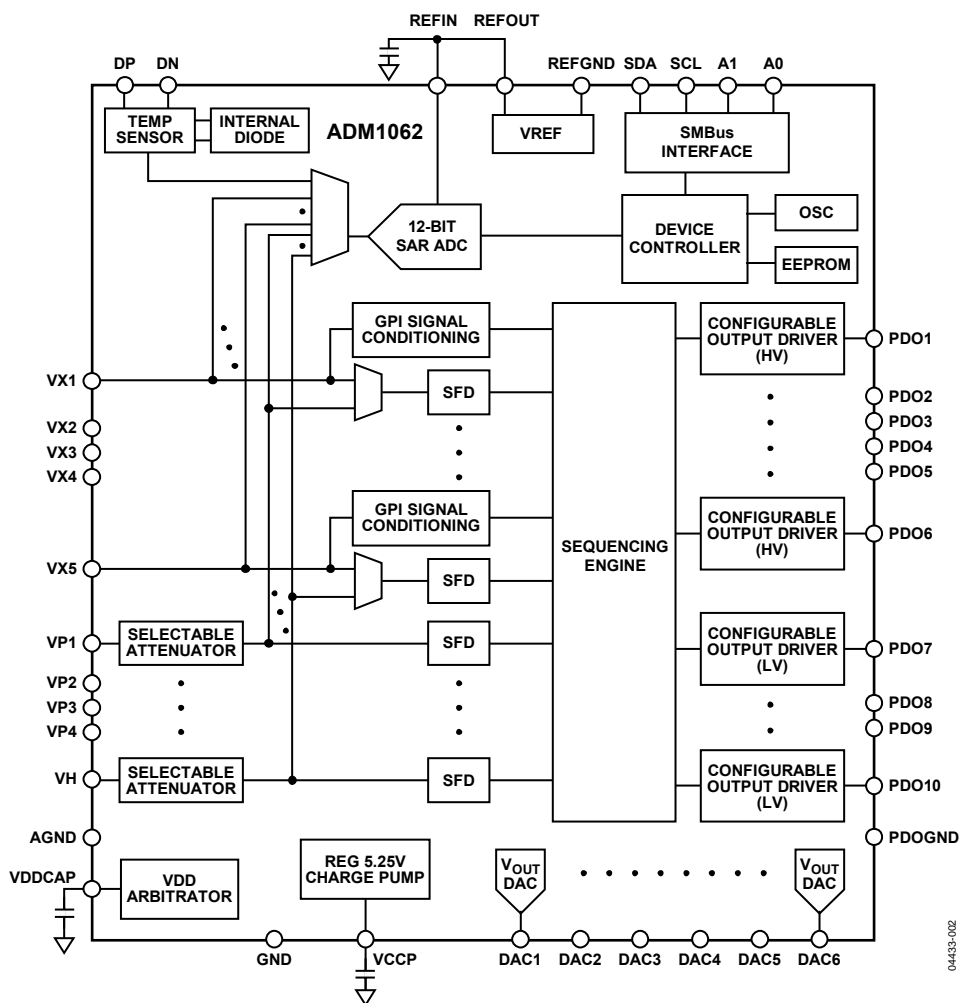 REFIN REFOUT
DP DN
REFGND SDA SCL A1 A0
TEMP
SENSOR
INTERNAL
DIODE
ADM1062
VREF
SMBus
INTERFACE
12-BIT
SAR ADC
DEVICE
CONTROLLER
OSC
EEPROM
GPI SIGNAL
CONDITIONING
CONFIGURABLE
OUTPUT DRIVER
(HV)
PDO1
VX1
SFD
PDO2
VX2
PDO3
VX3
PDO4
VX4
PDO5
GPI SIGNAL
CONDITIONING
SEQUENCING
ENGINE
CONFIGURABLE
OUTPUT DRIVER
(HV)
PDO6
VX5
SFD
VP1
SELECTABLE
ATTENUATOR
SFD
CONFIGURABLE
OUTPUT DRIVER
(LV)
PDO7
VP2
VP3
VP4
PDO8
PDO9
VH
SELECTABLE
ATTENUATOR
SFD
CONFIGURABLE
OUTPUT DRIVER
(LV)
PDO10
AGND
PDOGND
VDDCAP
VDD
ARBITRATOR
REG 5.25V
CHARGE PUMP
VOUT
DAC
VOUT
DAC
GND
VCCP
DAC1 DAC2 DAC3 DAC4 DAC5 DAC6
04433-002